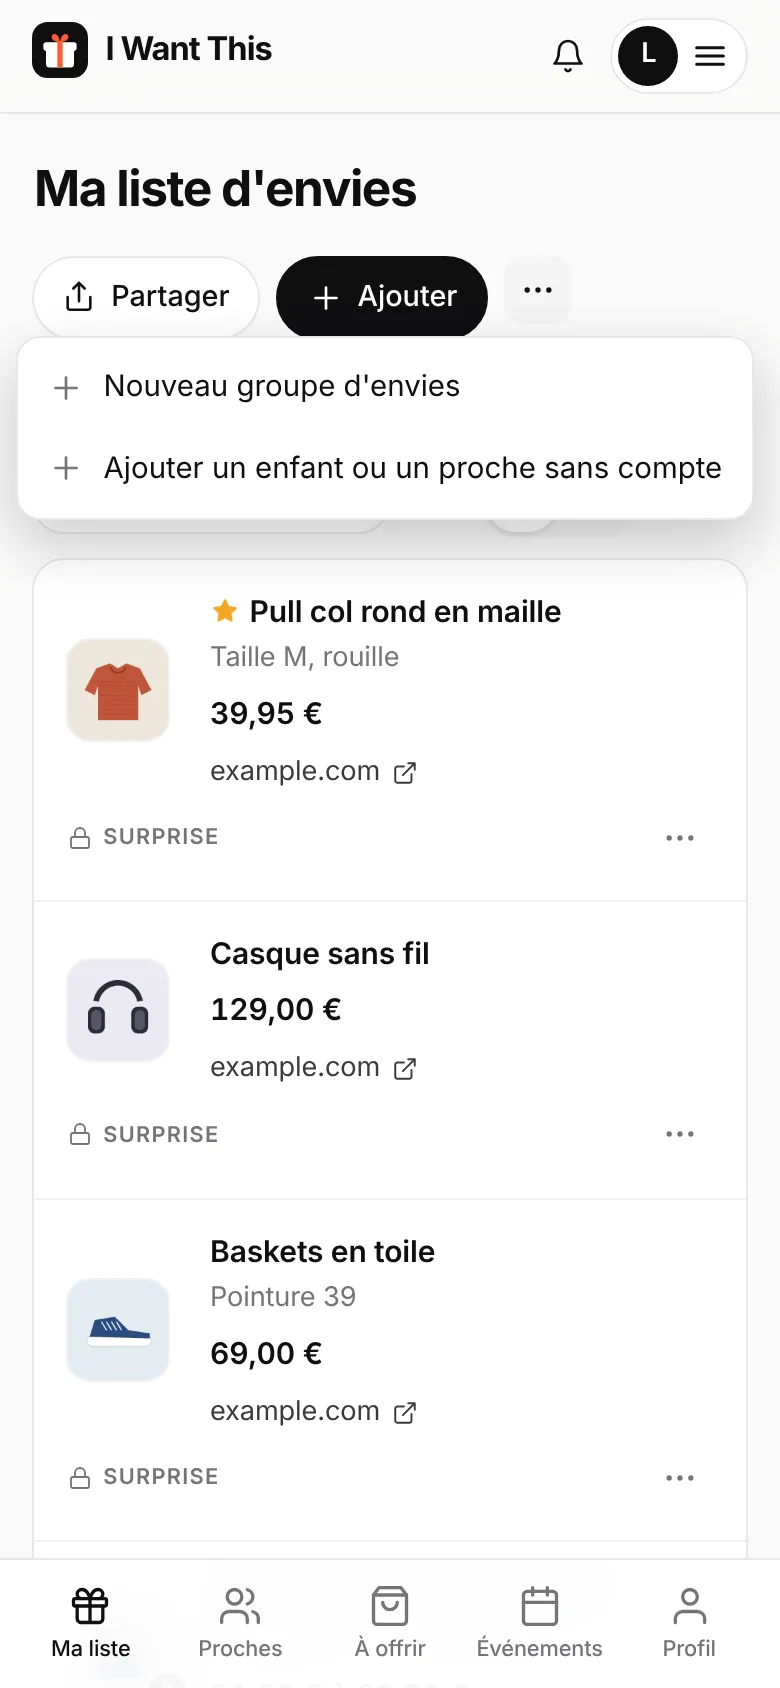 I Want This
L
Ma liste d'envies
Partager
Ajouter
Nouveau groupe d'envies
Ajouter un enfant ou un proche sans compte
Pull col rond en maille
Taille M, rouille
39,95 €
example.com
SURPRISE
Casque sans fil
129,00 €
example.com
SURPRISE
Baskets en toile
Pointure 39
69,00 €
example.com
SURPRISE
Ma liste
Proches
À offrir
Événements
Profil